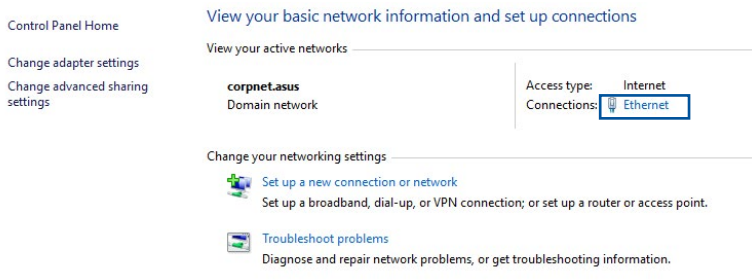 View your basic network information and set up connections
Control Panel Home
View your active networks
Change adapter settings
Change advanced sharing
settings
corpnet.asus
Domain network
Access type: Internet
Connections: Ethernet
Change your networking settings
Set up a new connection or network
Set up a broadband, dial-up, or VPN connection; or set up a router or access point.
Troubleshoot problems
Diagnose and repair network problems, or get troubleshooting information.